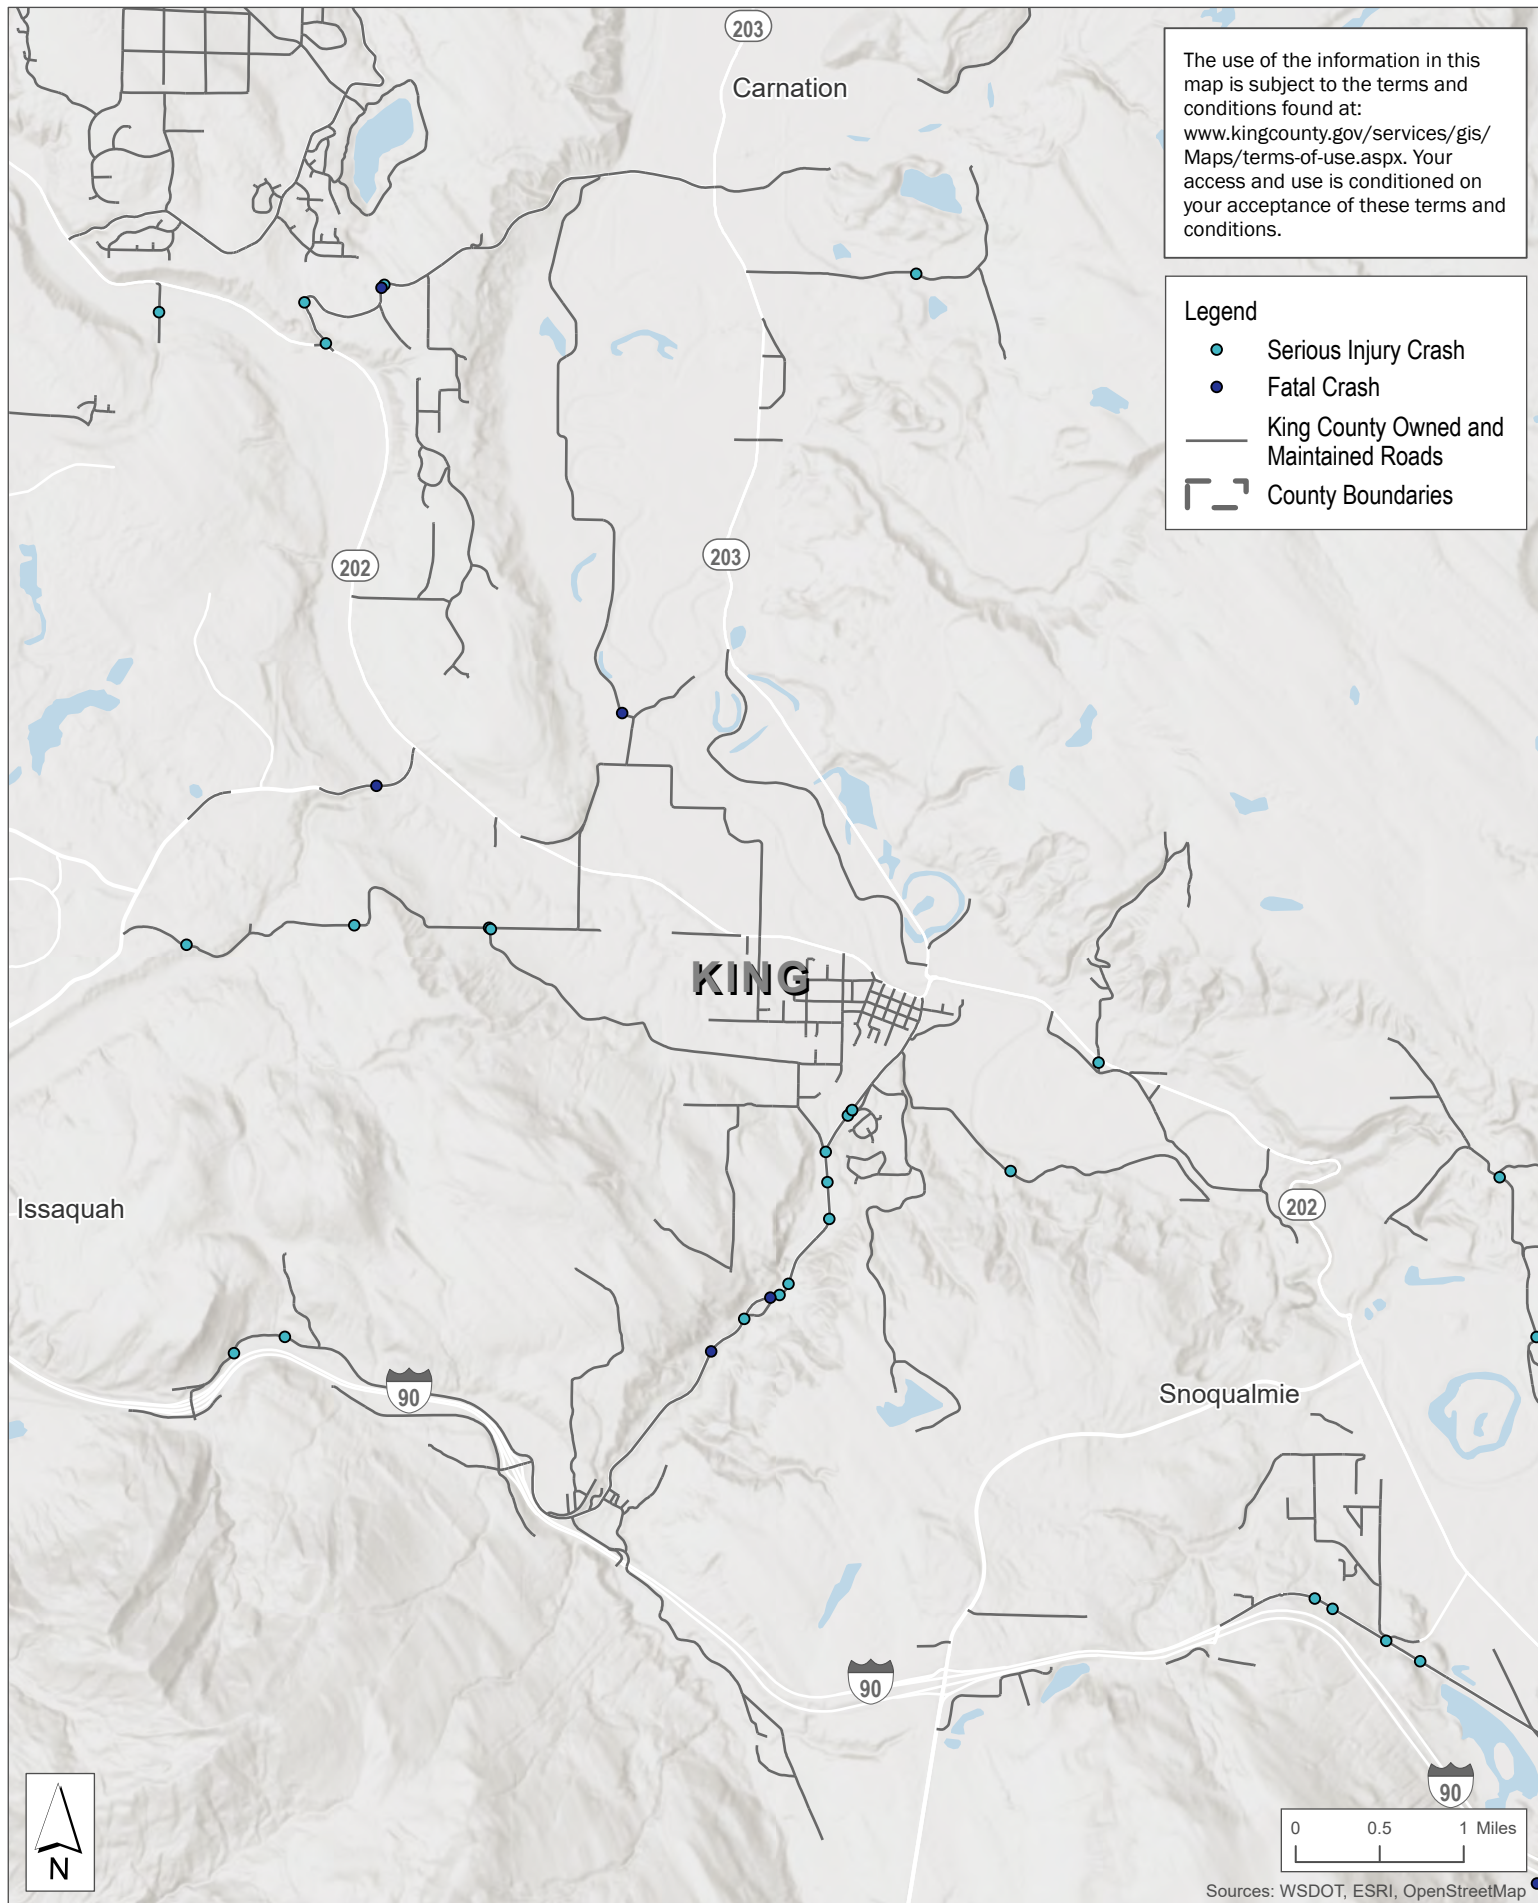 203
Carnation
The use of the information in this
map is subject to the terms and
conditions found at:
www.kingcounty.gov/services/gis/
Maps/terms-of-use.aspx. Your
access and use is conditioned on
your acceptance of these terms and
conditions.
Legend
Serious Injury Crash
Fatal Crash
King County Owned and
Maintained Roads
County Boundaries
202
203
KING
Issaquah
202
90
Snoqualmie
90
90
N
0 0.5 1 Miles
Sources: WSDOT, ESRI, OpenStreetMap